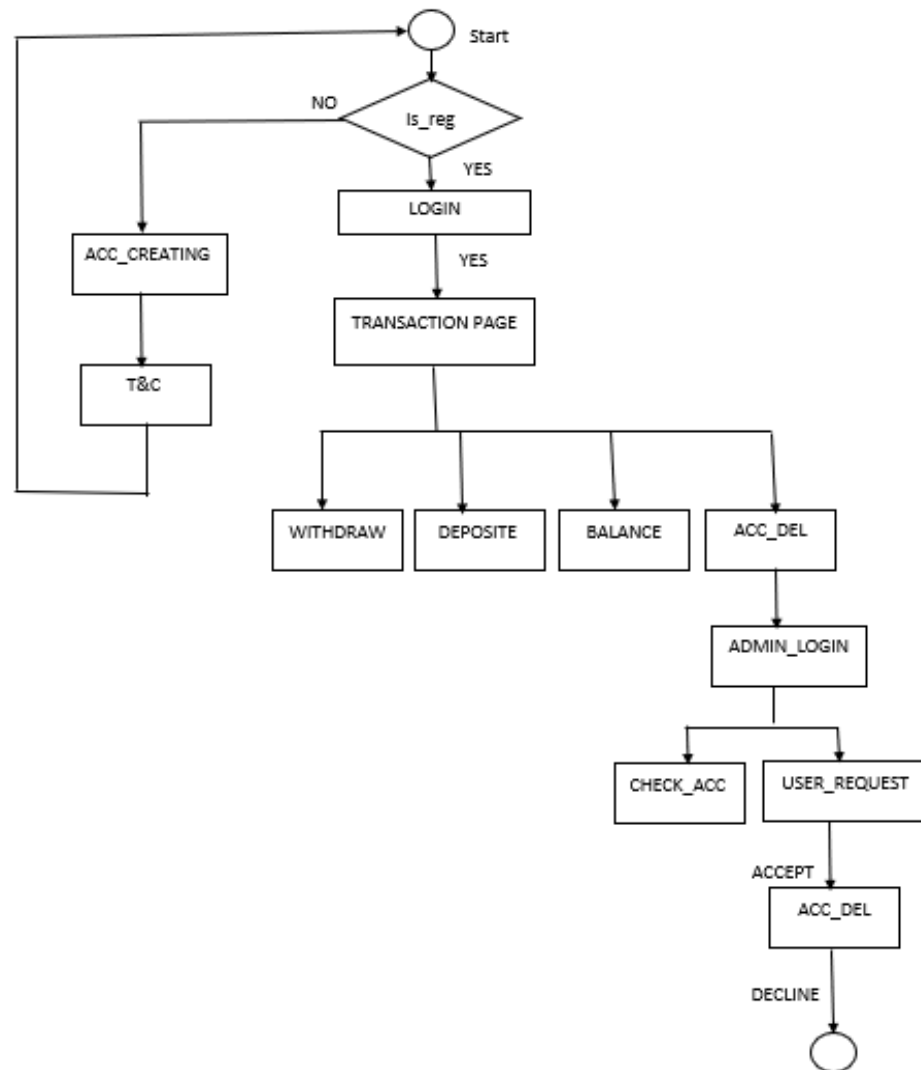 Start
NO
Is_reg
YES
LOGIN
ACC_CREATING
YES
TRANSACTION PAGE
T&C
WITHDRAW
DEPOSITE
BALANCE
ACC_DEL
ADMIN_LOGIN
CHECK_ACC
USER_REQUEST
ACCEPT
ACC_DEL
DECLINE